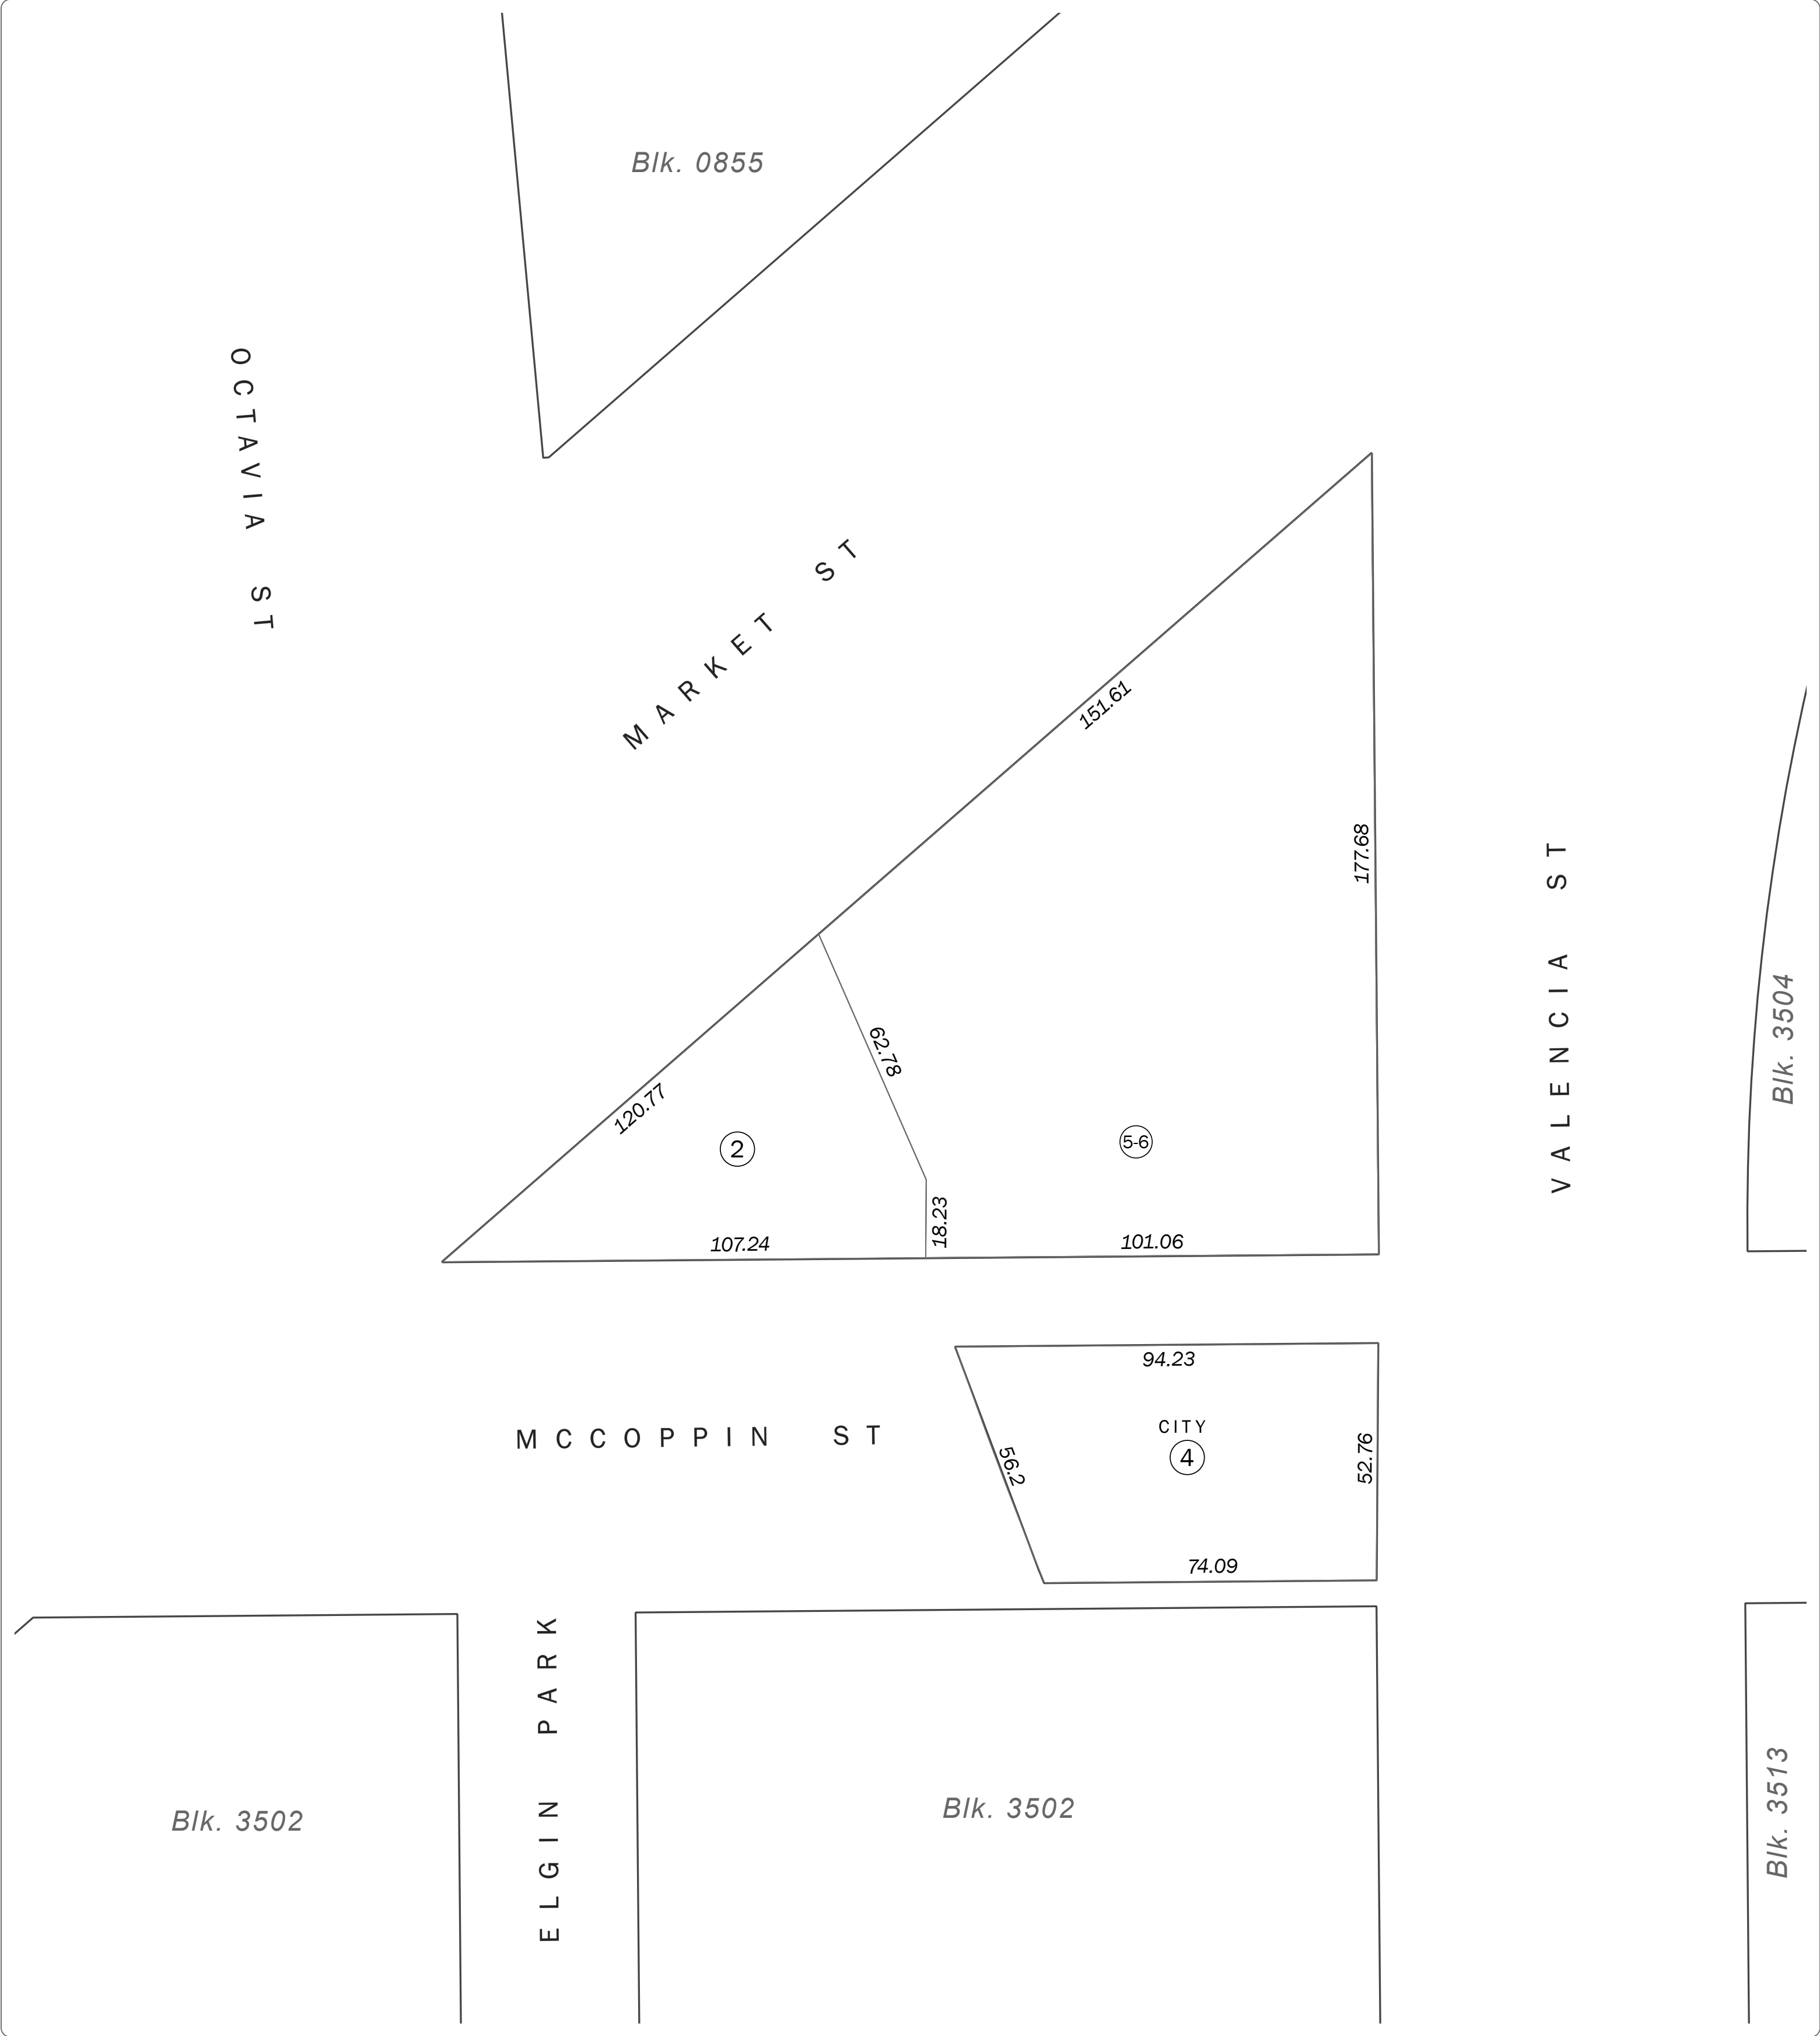 Blk. 0855
OCTAVIA ST
MARKET ST
151.61
177.68
VALENCIA ST
Blk. 3504
62.78
120.77
2
5-6
18.23
107.24
101.06
94.23
MCCOPPIN ST
CITY
4
56.2
52.76
74.09
ELGIN PARK
Blk. 3502
Blk. 3502
Blk. 3513